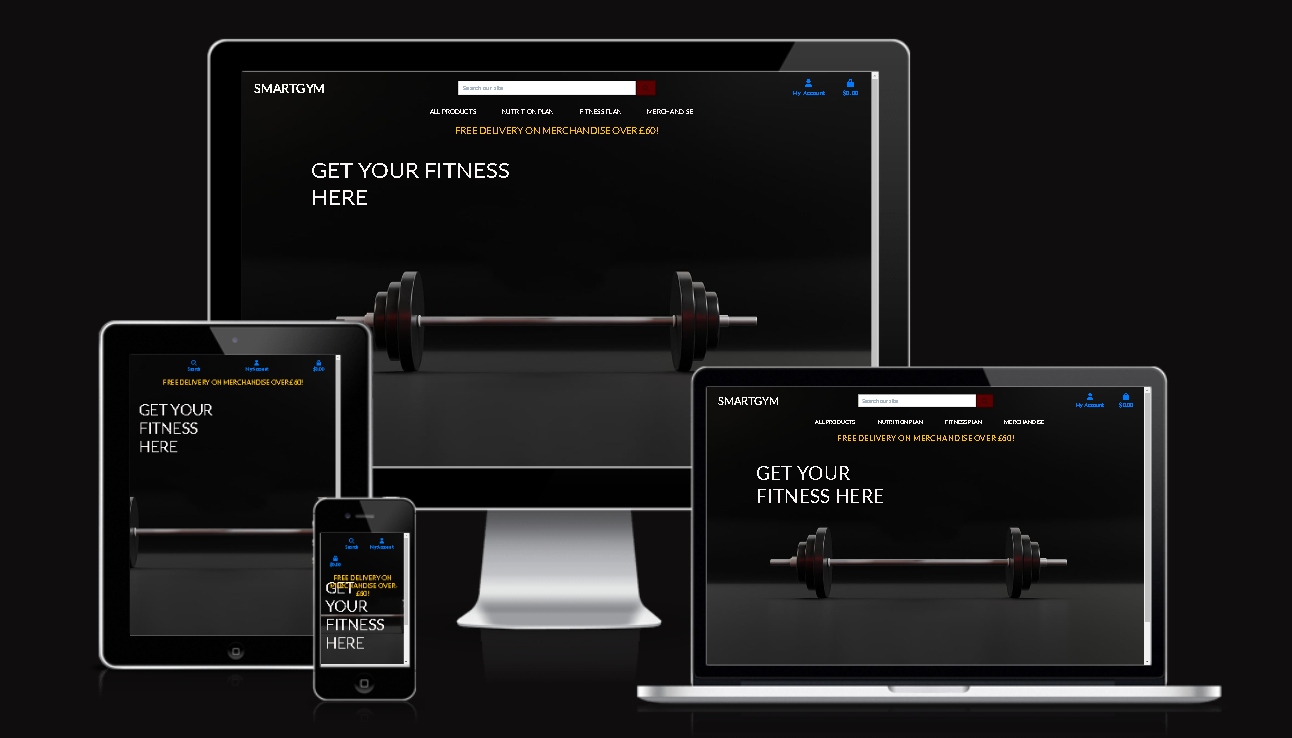 SMARTGYM
Search our site
My Account
$0.00
ALL PRODUCTS NUTRITION PLAN FITNESS PLAN MERCHANDISE
FREE DELIVERY ON MERCHANDISE OVER £60!
GET YOUR FITNESS
HERE
Search My Account $0.00
FREE DELIVERY ON MERCHANDISE OVER £60!
GET YOUR
FITNESS
HERE
Search My Account
$0.00
FREE DELIVERY ON
MERCHANDISE OVER
£60!
GET
YOUR
FITNESS
HERE
SMARTGYM
Search our site
My Account
$0.00
ALL PRODUCTS NUTRITION PLAN FITNESS PLAN MERCHANDISE
FREE DELIVERY ON MERCHANDISE OVER £60!
GET YOUR
FITNESS HERE